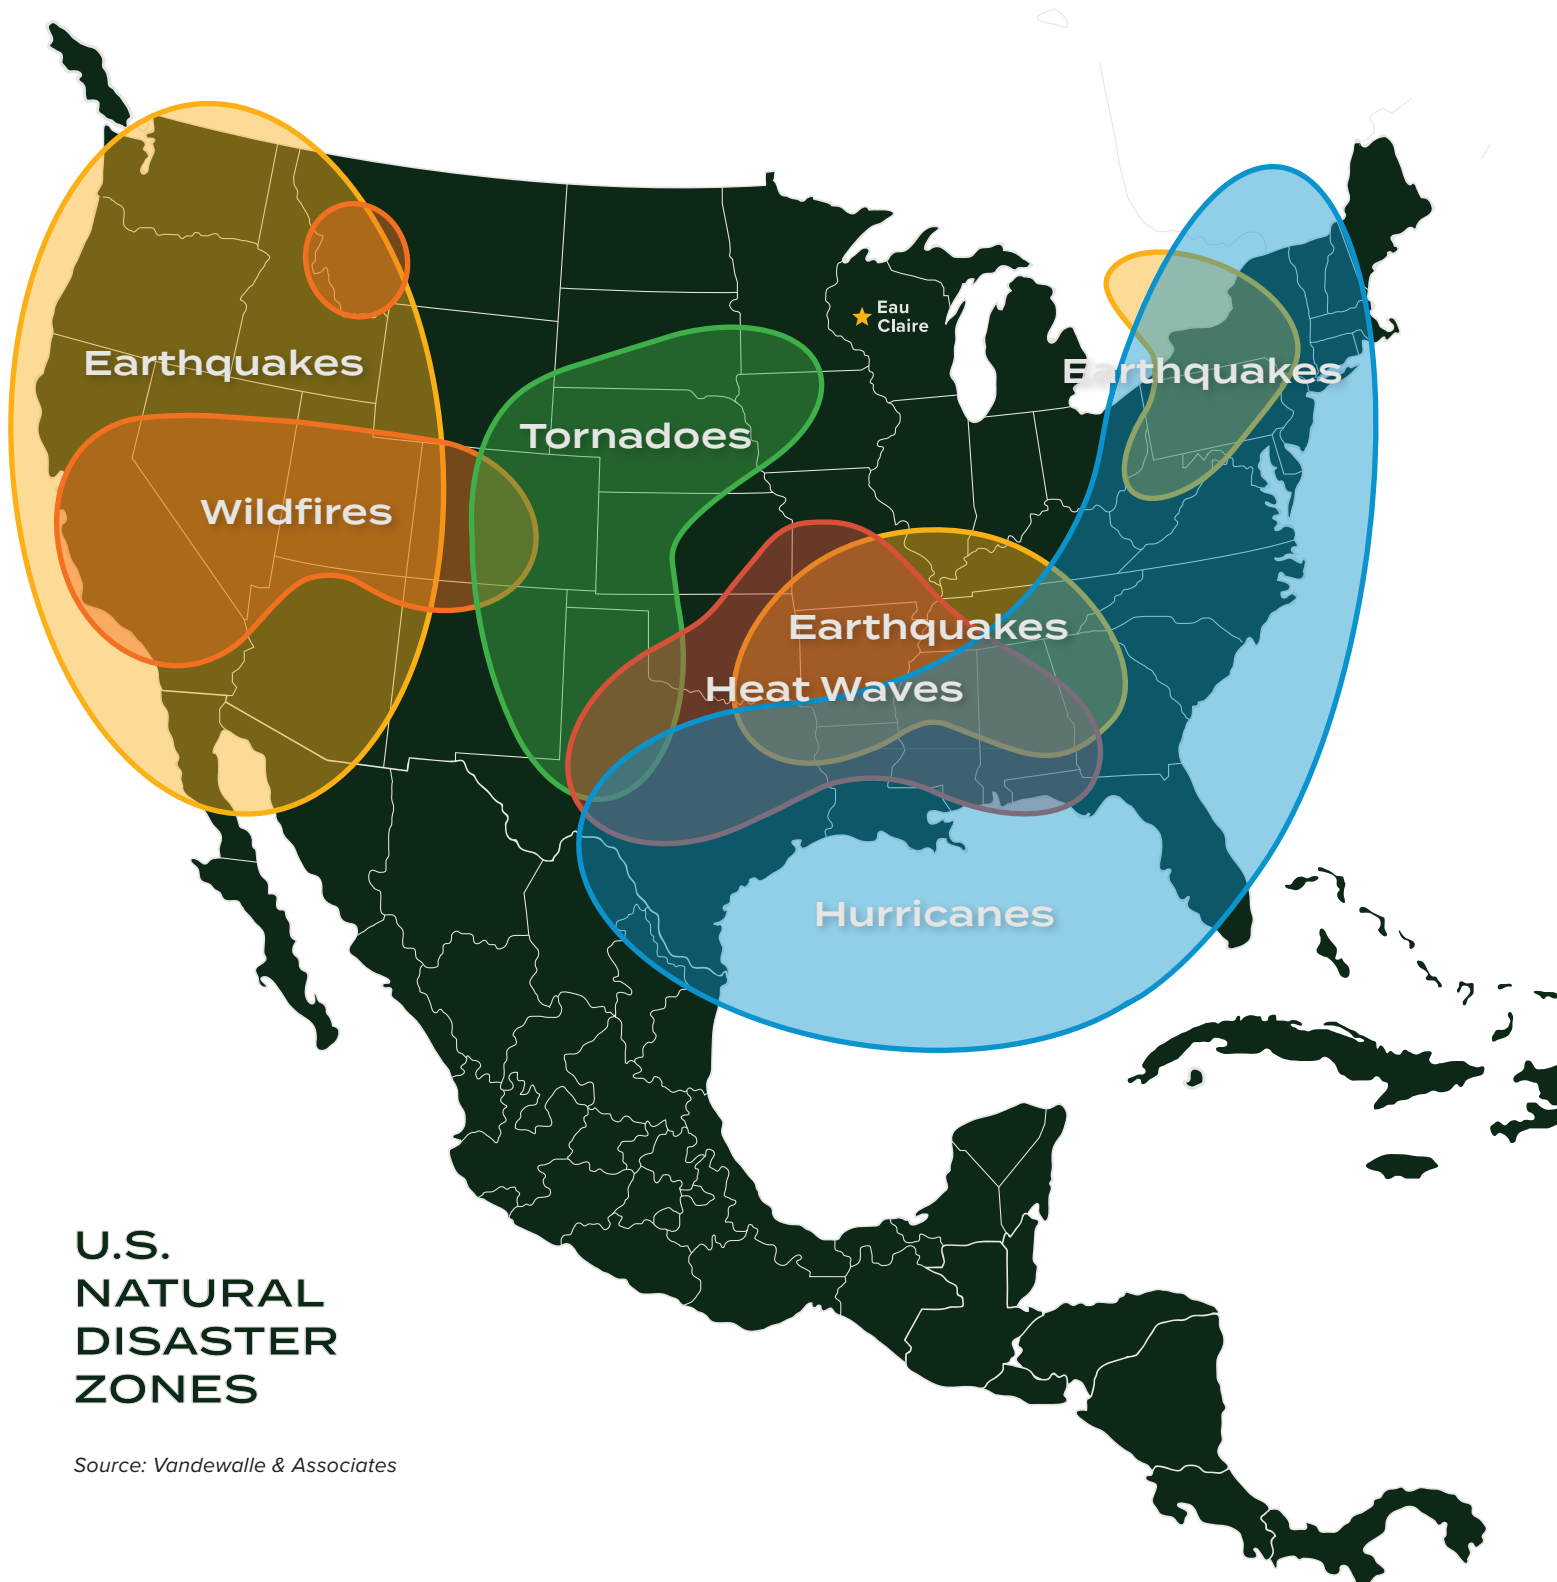 Eau
Claire
Earthquakes
Earthquakes
Tornadoes
Wildfires
Earthquakes
Heat Waves
Hurricanes
U.S.
NATURAL
DISASTER
ZONES
Source: Vandewalle & Associates